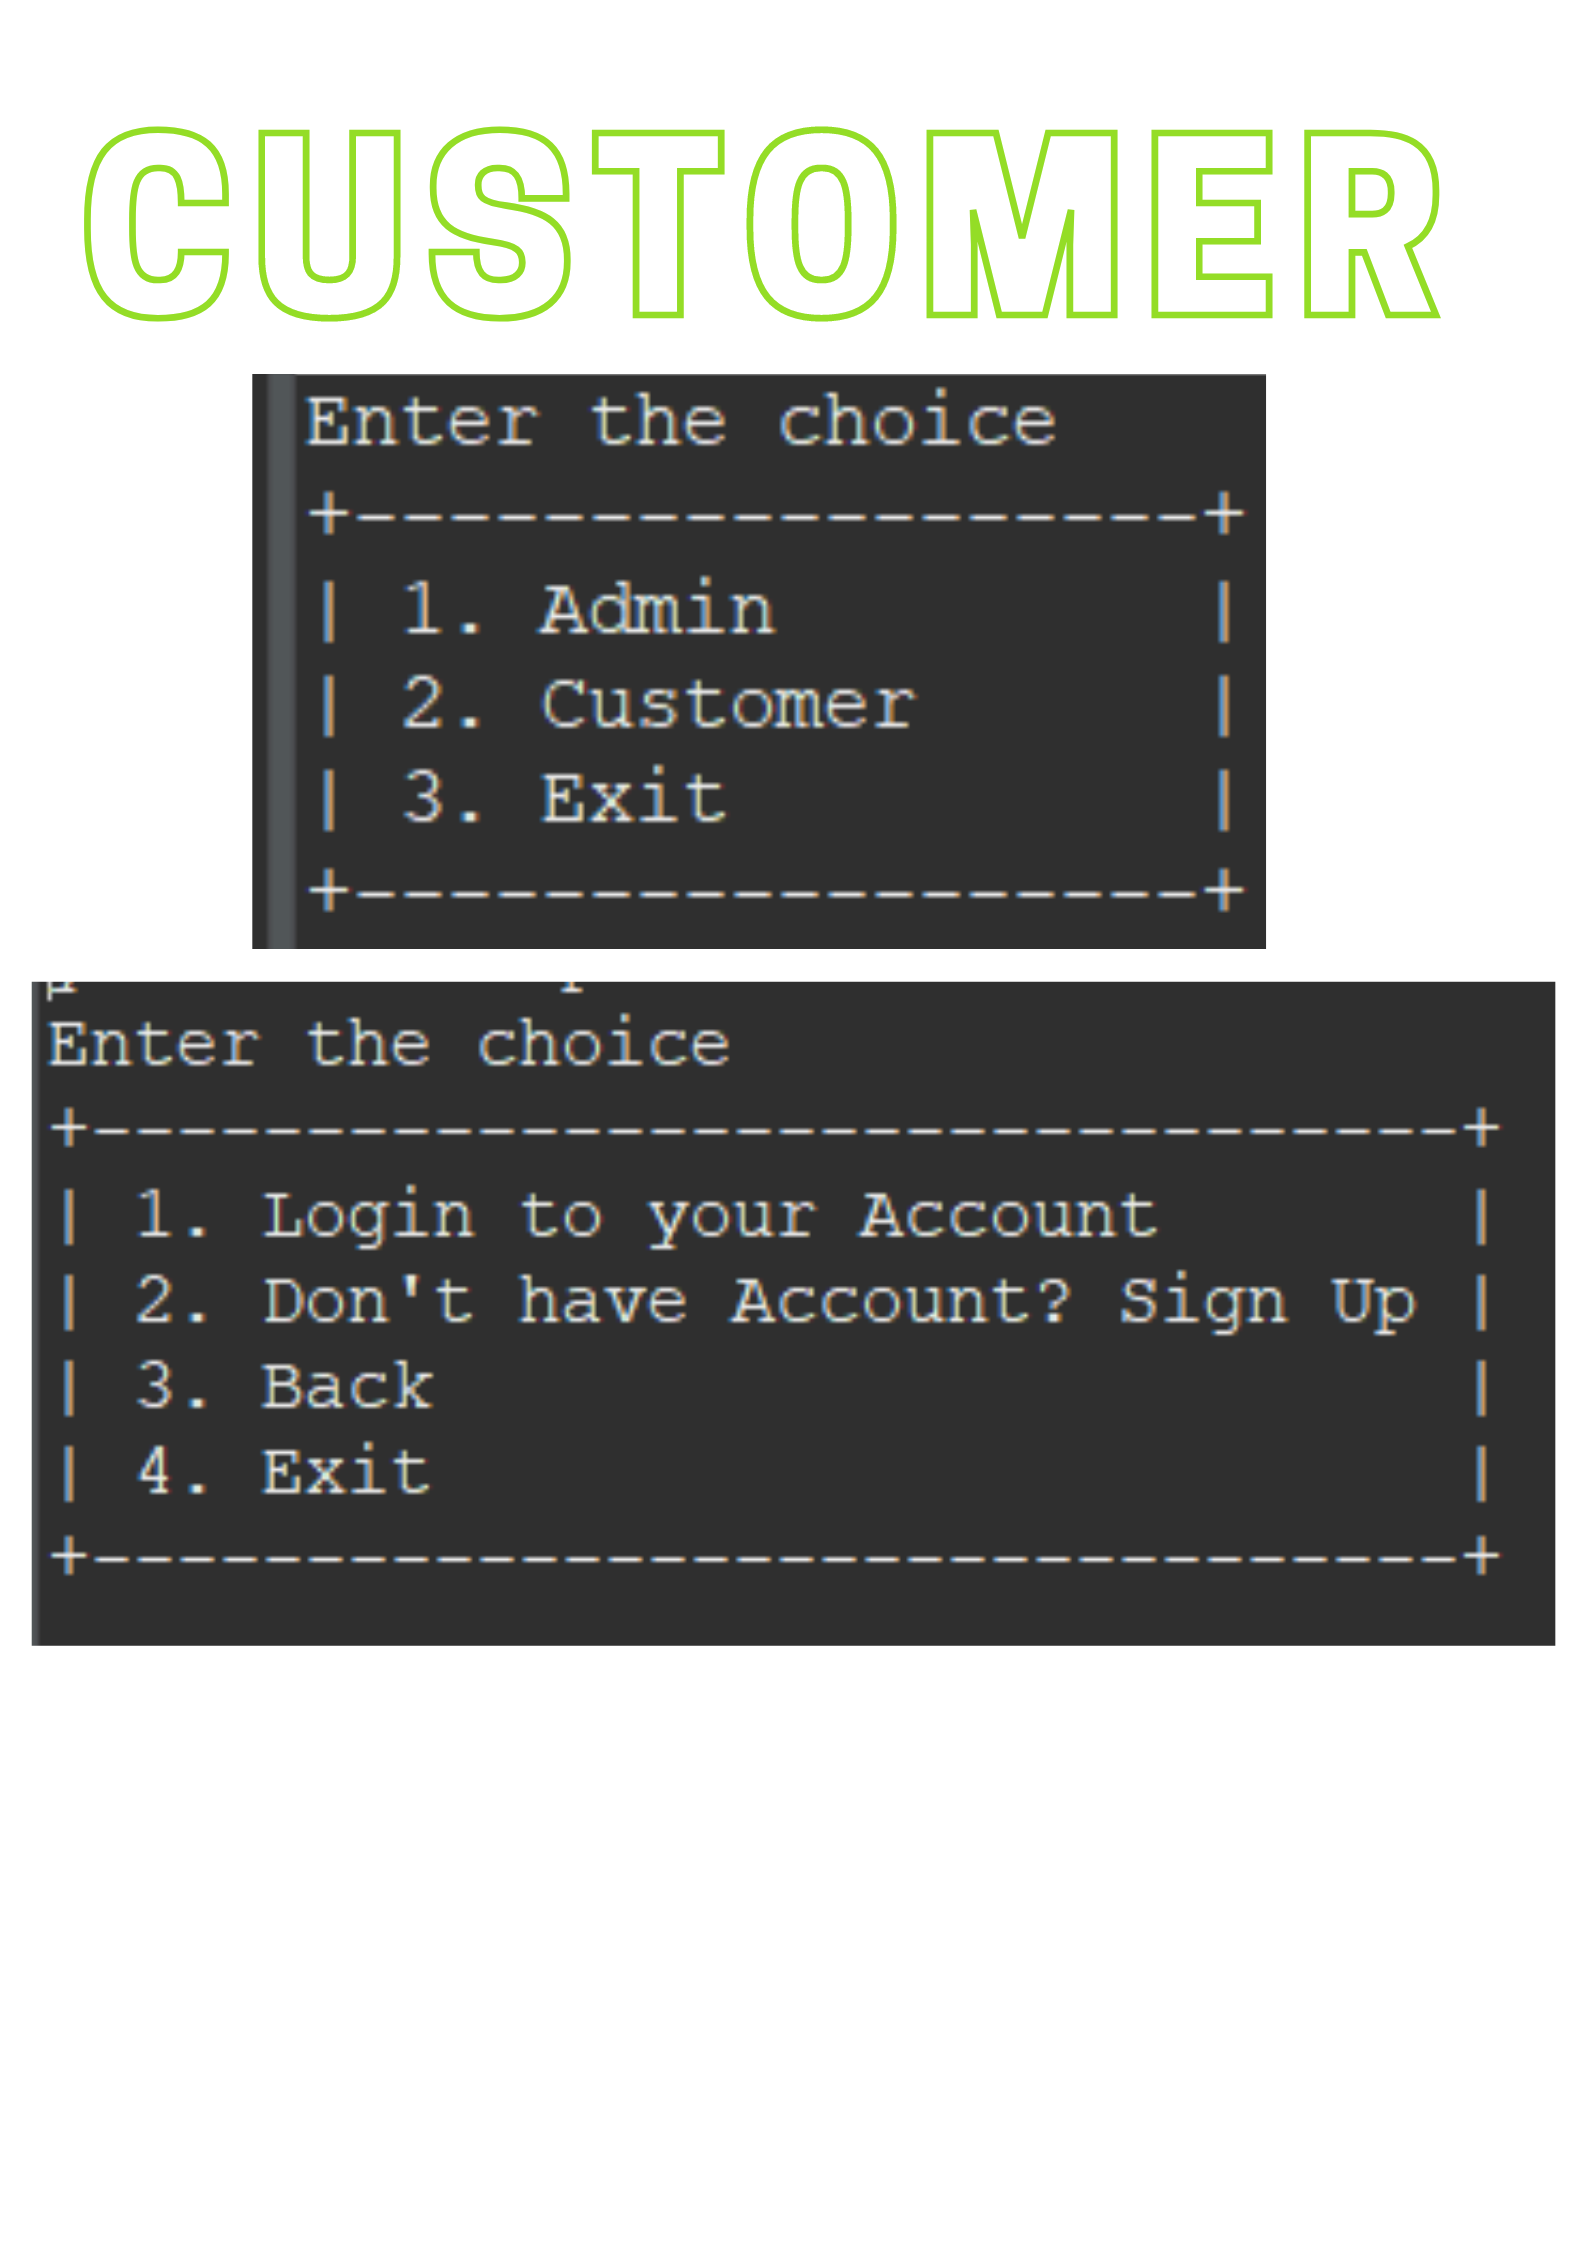 CUSTOMER
Enter the choice
+------------------+
| 1. Admin         |
| 2. Customer      |
| 3. Exit          |
+------------------+
Enter the choice
+--------------------------------+
| 1. Login to your Account       |
| 2. Don't have Account? Sign Up |
| 3. Back                        |
| 4. Exit                        |
+--------------------------------+